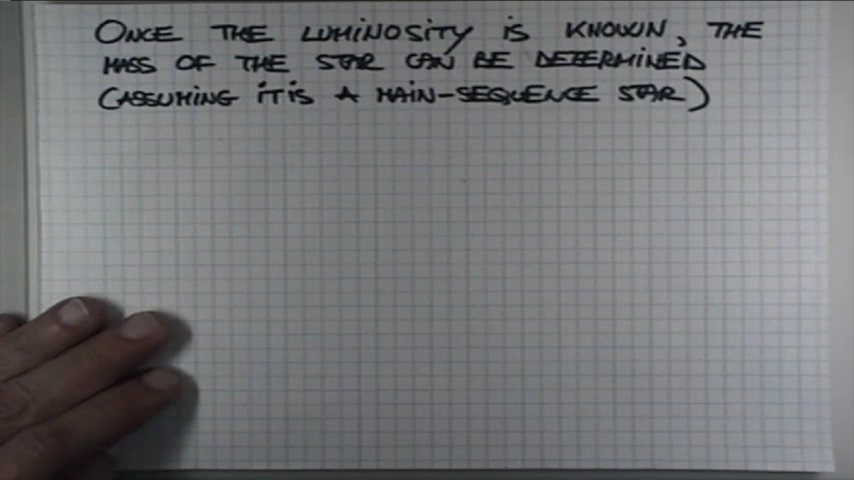 ONCE THE LUMINOSITY IS KNOWN, THE
MASS OF THE STAR CAN BE DETERMINED
(ASSUMING IT IS A MAIN-SEQUENCE STAR)